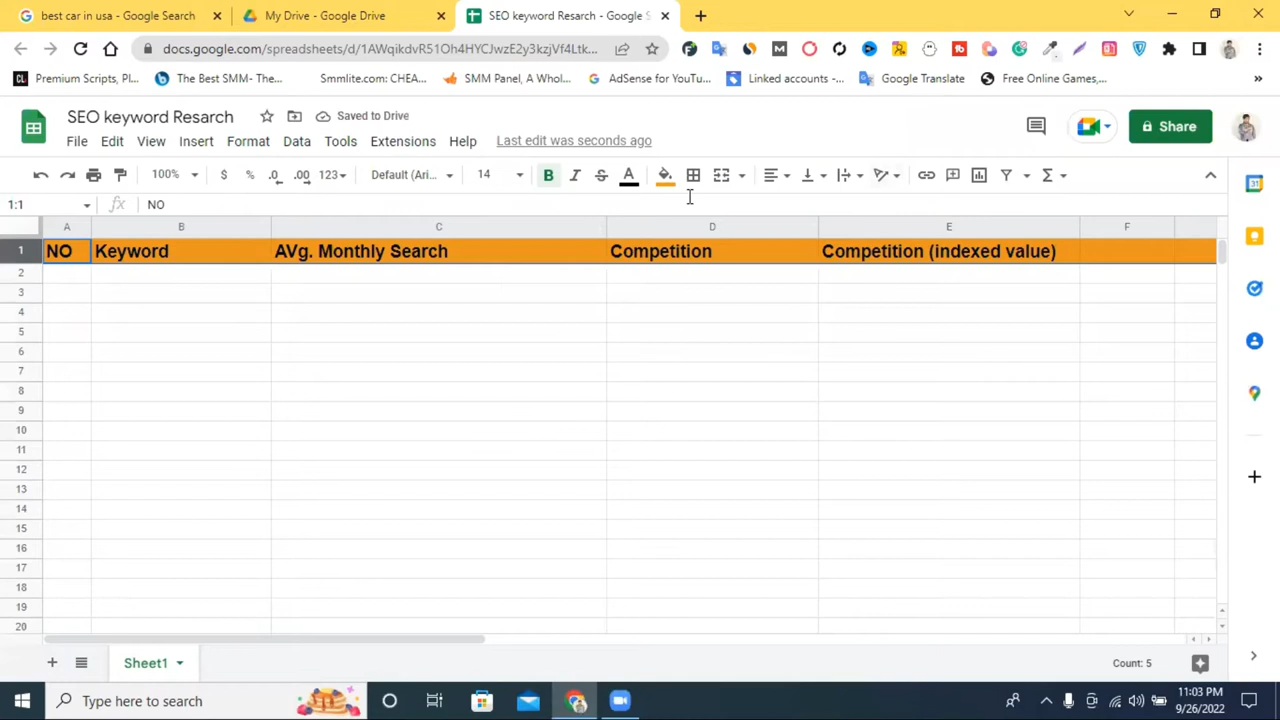 best car in usa - Google Search
My Drive - Google Drive
SEO keyword Resarch - Google S
docs.google.com/spreadsheets/d/1AWqikdvR51Oh4HYCJwzE2y3kzjVf4Ltk...
Premium Scripts, Pl...
The Best SMM- The...
Smmlite.com: CHEA...
SMM Panel, A Whol...
AdSense for YouTu...
Linked accounts -...
Google Translate
Free Online Games,...
SEO keyword Resarch
Saved to Drive
Share
File Edit View Insert Format Data Tools Extensions Help Last edit was seconds ago
100% $ % .0 .00 123 Default (Ari... 14 B I S A
1:1 fx NO
A B C D E F
1 NO Keyword AVg. Monthly Search Competition Competition (indexed value)
2
3
4
5
6
7
8
9
10
11
12
13
14
15
16
17
18
19
20
Sheet1
Count: 5
Type here to search
11:03 PM
9/26/2022